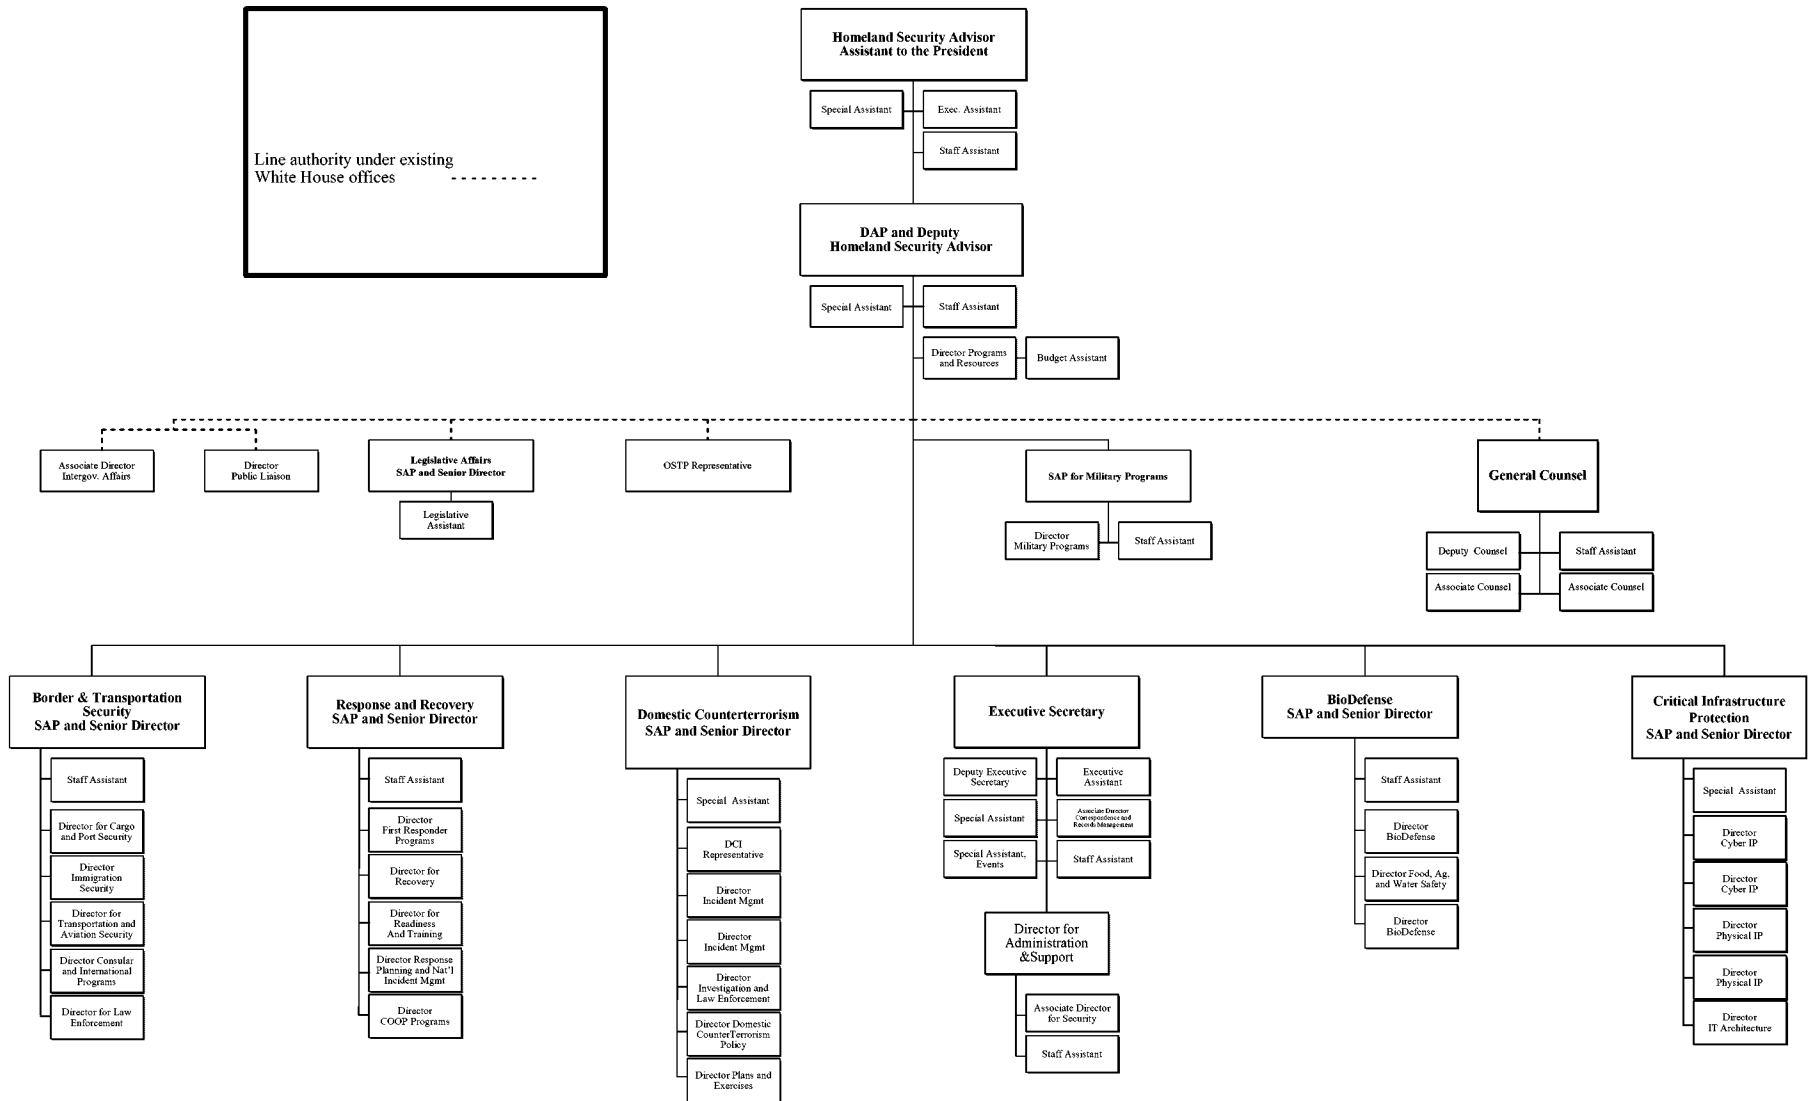 Homeland Security Advisor
Assistant to the President
Special Assistant
Exec. Assistant
Staff Assistant
Line authority under existing
White House offices - - - - - - - - -
DAP and Deputy
Homeland Security Advisor
Special Assistant
Staff Assistant
Director Programs
and Resources
Budget Assistant
Associate Director
Intergov. Affairs
Director
Public Liaison
Legislative Affairs
SAP and Senior Director
Legislative
Assistant
OSTP Representative
SAP for Military Programs
Director
Military Programs
Staff Assistant
General Counsel
Deputy Counsel
Staff Assistant
Associate Counsel
Associate Counsel
Border & Transportation
Security
SAP and Senior Director
Staff Assistant
Director for Cargo
and Port Security
Director
Immigration
Security
Director for
Transportation and
Aviation Security
Director Consular
and International
Programs
Director for Law
Enforcement
Response and Recovery
SAP and Senior Director
Staff Assistant
Director
First Responder
Programs
Director for
Recovery
Director for
Readiness
And Training
Director Response
Planning and Nat'l
Incident Mgmt
Director
COOP Programs
Domestic Counterterrorism
SAP and Senior Director
Special Assistant
DCI
Representative
Director
Incident Mgmt
Director
Incident Mgmt
Director
Investigation and
Law Enforcement
Director Domestic
CounterTerrorism
Policy
Director Plans and
Exercises
Executive Secretary
Deputy Executive
Secretary
Executive
Assistant
Special Assistant
Associate Director
Correspondence and
Records Management
Special Assistant,
Events
Staff Assistant
Director for
Administration
&Support
Associate Director
for Security
Staff Assistant
BioDefense
SAP and Senior Director
Staff Assistant
Director
BioDefense
Director Food, Ag,
and Water Safety
Director
BioDefense
Critical Infrastructure
Protection
SAP and Senior Director
Special Assistant
Director
Cyber IP
Director
Cyber IP
Director
Physical IP
Director
Physical IP
Director
IT Architecture